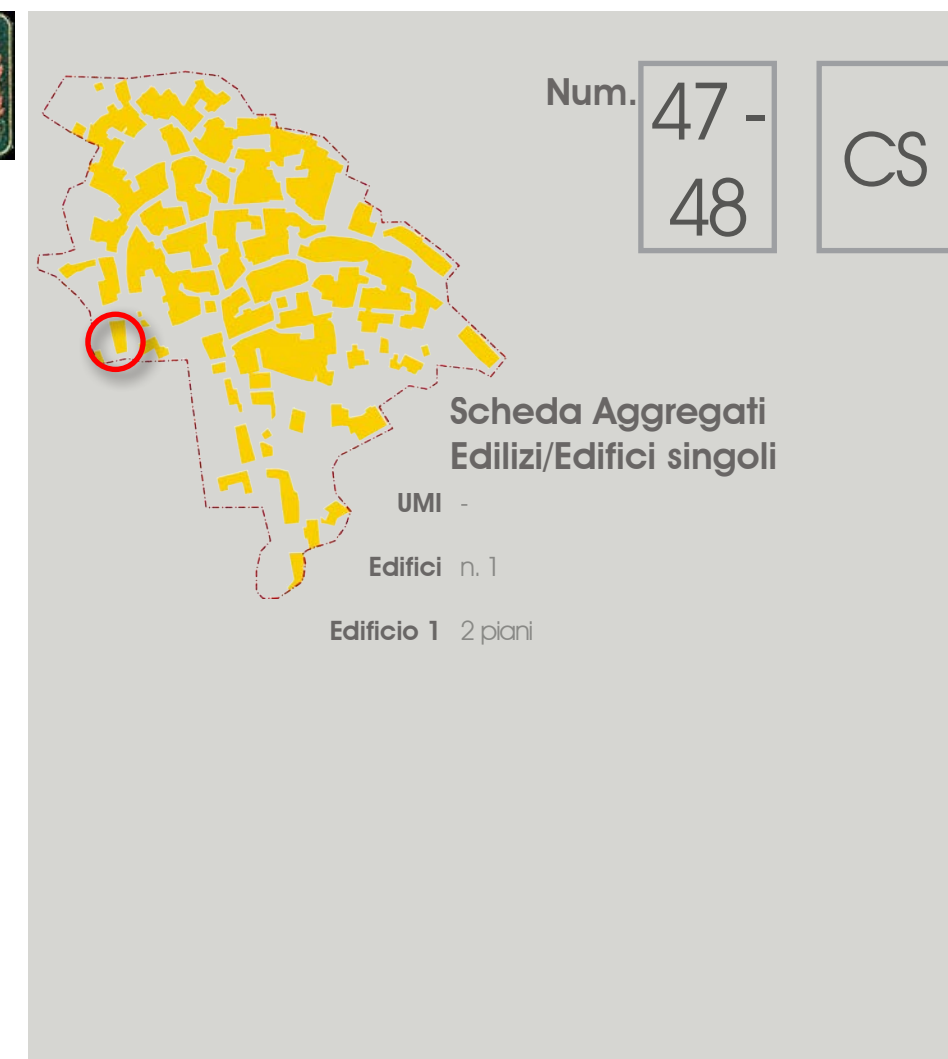 Num.
47 -
48
CS
Scheda Aggregati
Edilizi/Edifici singoli
UMI -
Edifici n. 1
Edificio 1 2 piani